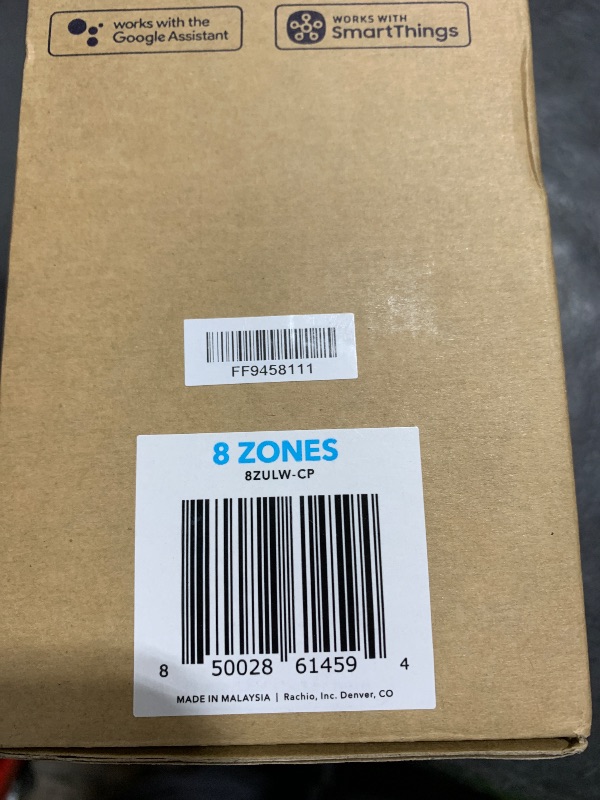 works with the
Google Assistant
WORKS WITH
SmartThings
FF9458111
8 ZONES
8ZULW-CP
8 50028 61459 4
MADE IN MALAYSIA | Rachio, Inc. Denver, CO